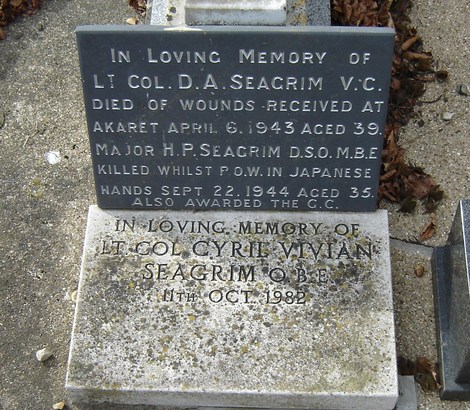 IN LOVING MEMORY OF
LT COL. D.A. SEAGRIM V.C.
DIED OF WOUNDS RECEIVED AT
AKARET APRIL 6, 1943 AGED 39.
MAJOR H.P. SEAGRIM D.S.O. M.B.E
KILLED WHILST P.O.W. IN JAPANESE
HANDS SEPT 22, 1944 AGED 35.
ALSO AWARDED THE G.C.
IN LOVING MEMORY OF
LT. COL CYRIL VIVIAN
SEAGRIM O.B.E.
11TH OCT. 1982